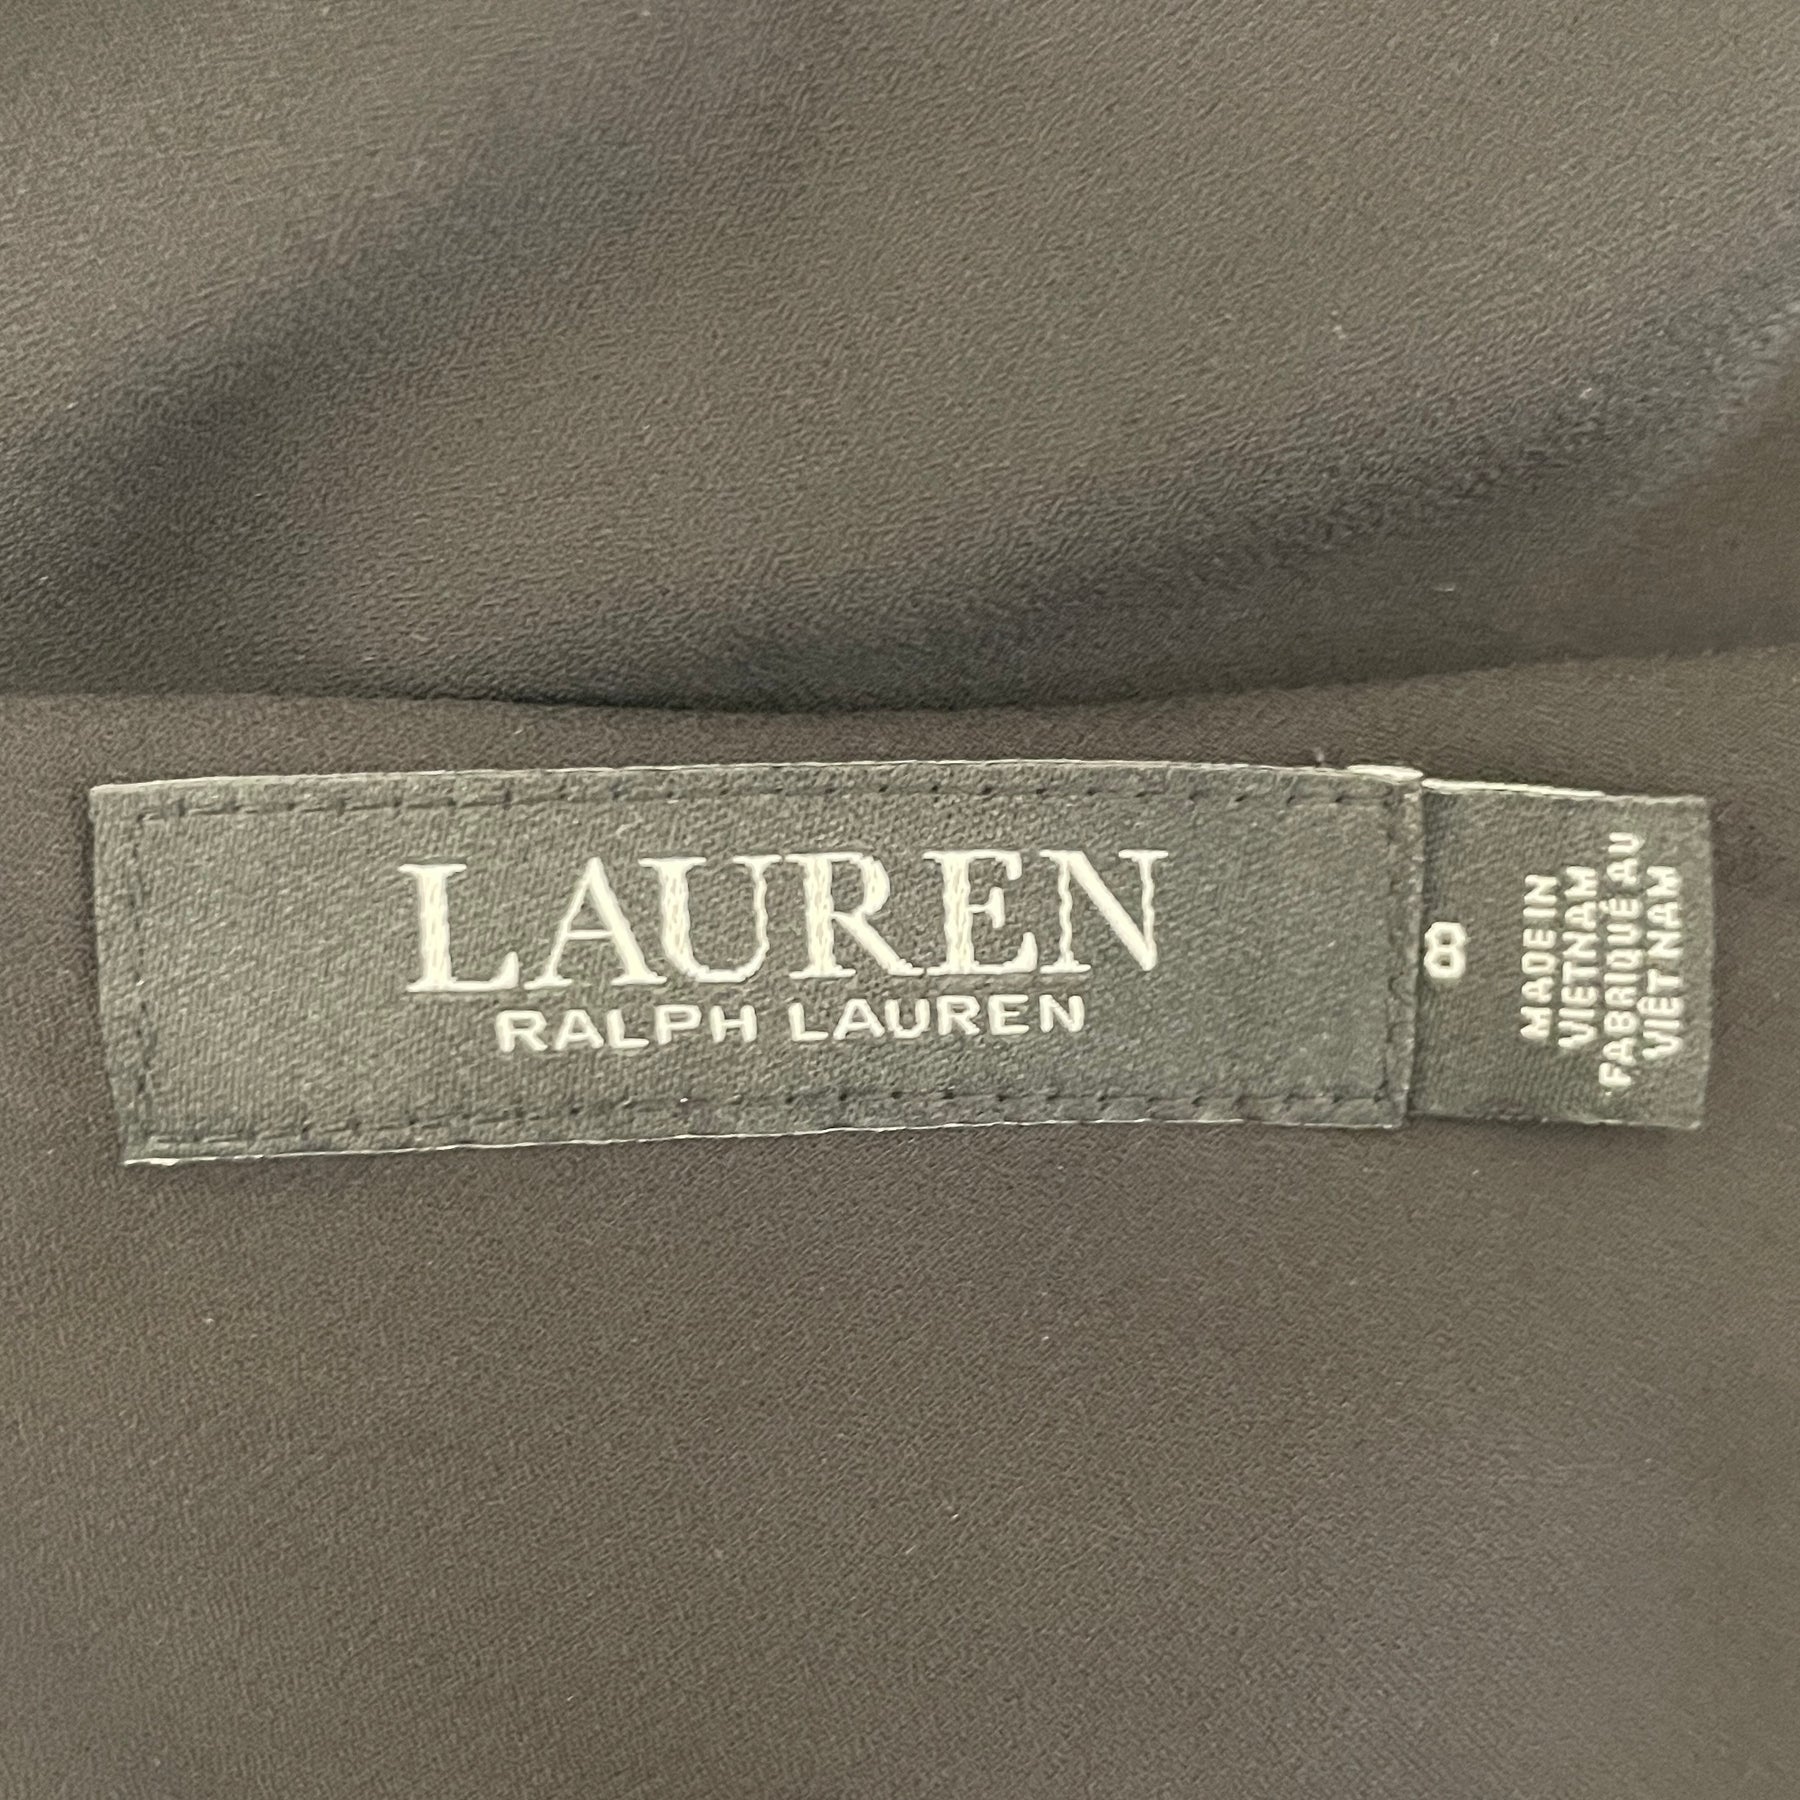 LAUREN
RALPH LAUREN
8
MADE IN
VIETNAM
FABRIQUÉ AU
VIÊT NAM